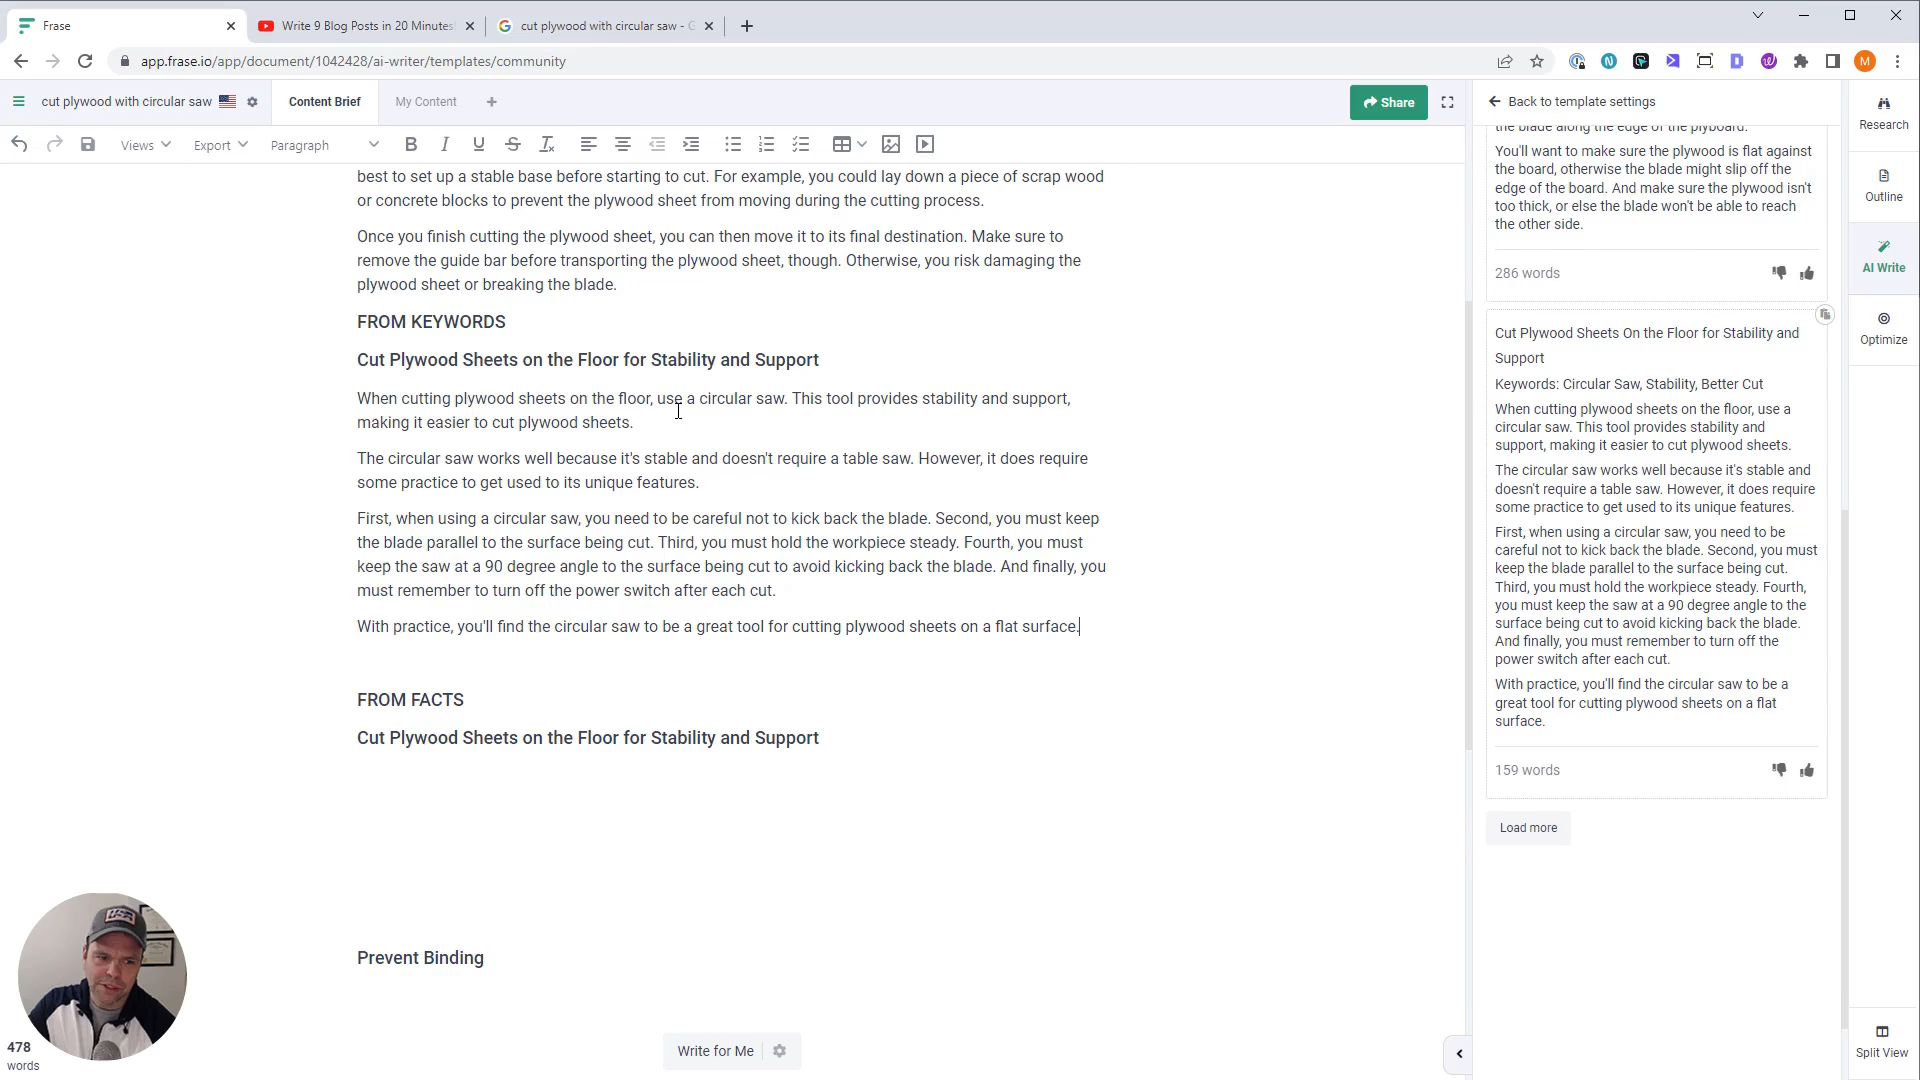 Frase
Write 9 Blog Posts in 20 Minutes
cut plywood with circular saw - G
app.frase.io/app/document/1042428/ai-writer/templates/community
M
cut plywood with circular saw
Content Brief
My Content
Share
Back to template settings
Views
Export
Paragraph
best to set up a stable base before starting to cut. For example, you could lay down a piece of scrap wood
or concrete blocks to prevent the plywood sheet from moving during the cutting process.
Once you finish cutting the plywood sheet, you can then move it to its final destination. Make sure to
remove the guide bar before transporting the plywood sheet, though. Otherwise, you risk damaging the
plywood sheet or breaking the blade.
FROM KEYWORDS
Cut Plywood Sheets on the Floor for Stability and Support
When cutting plywood sheets on the floor, use a circular saw. This tool provides stability and support,
making it easier to cut plywood sheets.
The circular saw works well because it's stable and doesn't require a table saw. However, it does require
some practice to get used to its unique features.
First, when using a circular saw, you need to be careful not to kick back the blade. Second, you must keep
the blade parallel to the surface being cut. Third, you must hold the workpiece steady. Fourth, you must
keep the saw at a 90 degree angle to the surface being cut to avoid kicking back the blade. And finally, you
must remember to turn off the power switch after each cut.
With practice, you'll find the circular saw to be a great tool for cutting plywood sheets on a flat surface.
FROM FACTS
Cut Plywood Sheets on the Floor for Stability and Support
Prevent Binding
478
words
Write for Me
the blade along the edge of the plyboard.
You'll want to make sure the plywood is flat against
the board, otherwise the blade might slip off the
edge of the board. And make sure the plywood isn't
too thick, or else the blade won't be able to reach
the other side.
286 words
Cut Plywood Sheets On the Floor for Stability and
Support
Keywords: Circular Saw, Stability, Better Cut
When cutting plywood sheets on the floor, use a
circular saw. This tool provides stability and
support, making it easier to cut plywood sheets.
The circular saw works well because it's stable and
doesn't require a table saw. However, it does require
some practice to get used to its unique features.
First, when using a circular saw, you need to be
careful not to kick back the blade. Second, you must
keep the blade parallel to the surface being cut.
Third, you must hold the workpiece steady. Fourth,
you must keep the saw at a 90 degree angle to the
surface being cut to avoid kicking back the blade.
And finally, you must remember to turn off the
power switch after each cut.
With practice, you'll find the circular saw to be a
great tool for cutting plywood sheets on a flat
surface.
159 words
Load more
Research
Outline
AI Write
Optimize
Split View